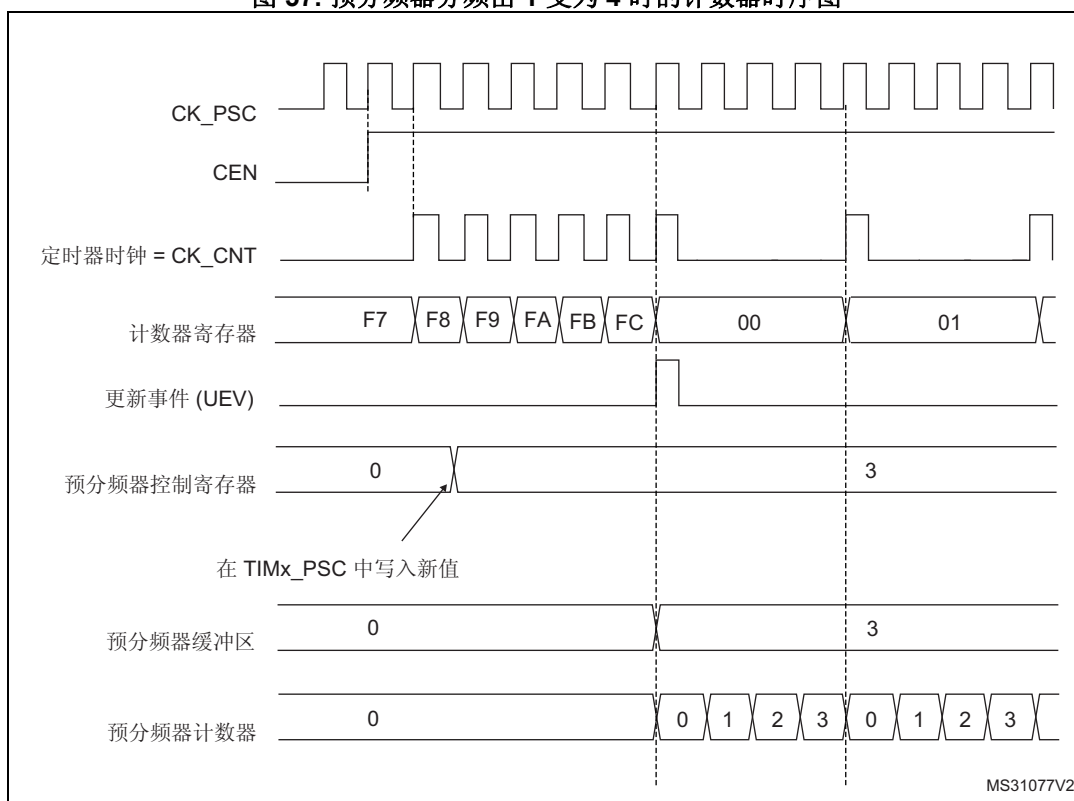 图 57. 预分频器分频由 1 变为 4 时的计数器时序图
CK_PSC
CEN
定时器时钟 = CK_CNT
计数器寄存器
F7 F8 F9 FA FB FC 00 01
更新事件 (UEV)
预分频器控制寄存器
0 3
在 TIMx_PSC 中写入新值
预分频器缓冲区
0 3
预分频器计数器
0 0 1 2 3 0 1 2 3
MS31077V2